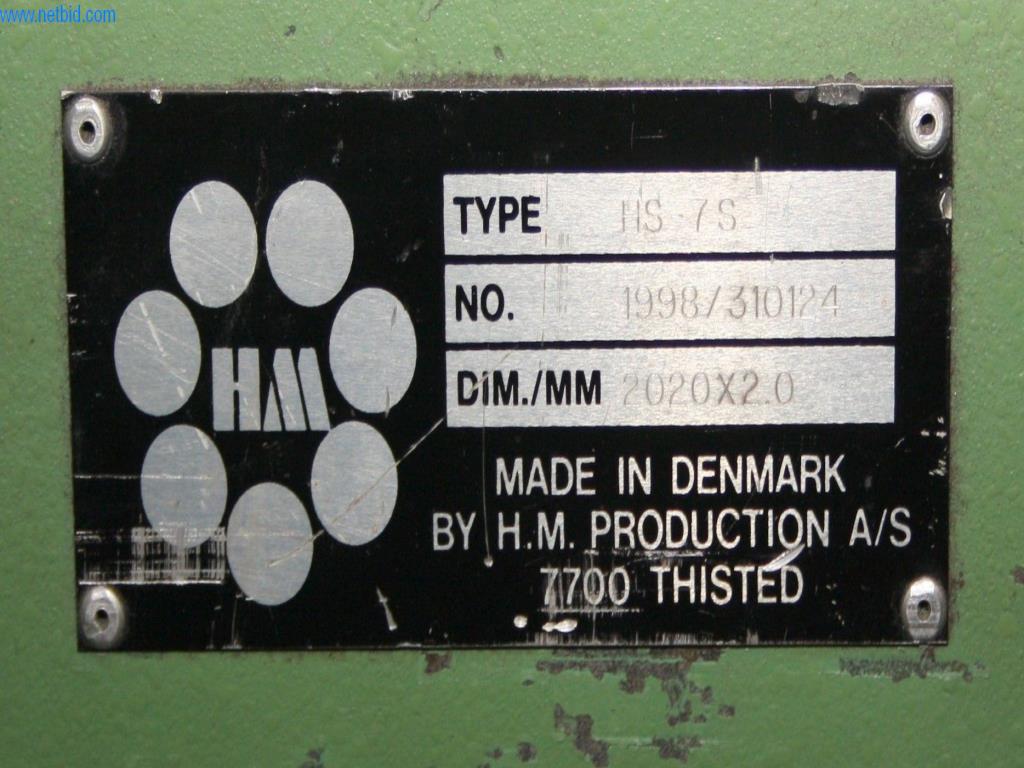 www.netbid.com
HM
TYPE HS-7S
NO. 1998/310124
DIM./MM 2020X2.0
MADE IN DENMARK
BY H.M. PRODUCTION A/S
7700 THISTED